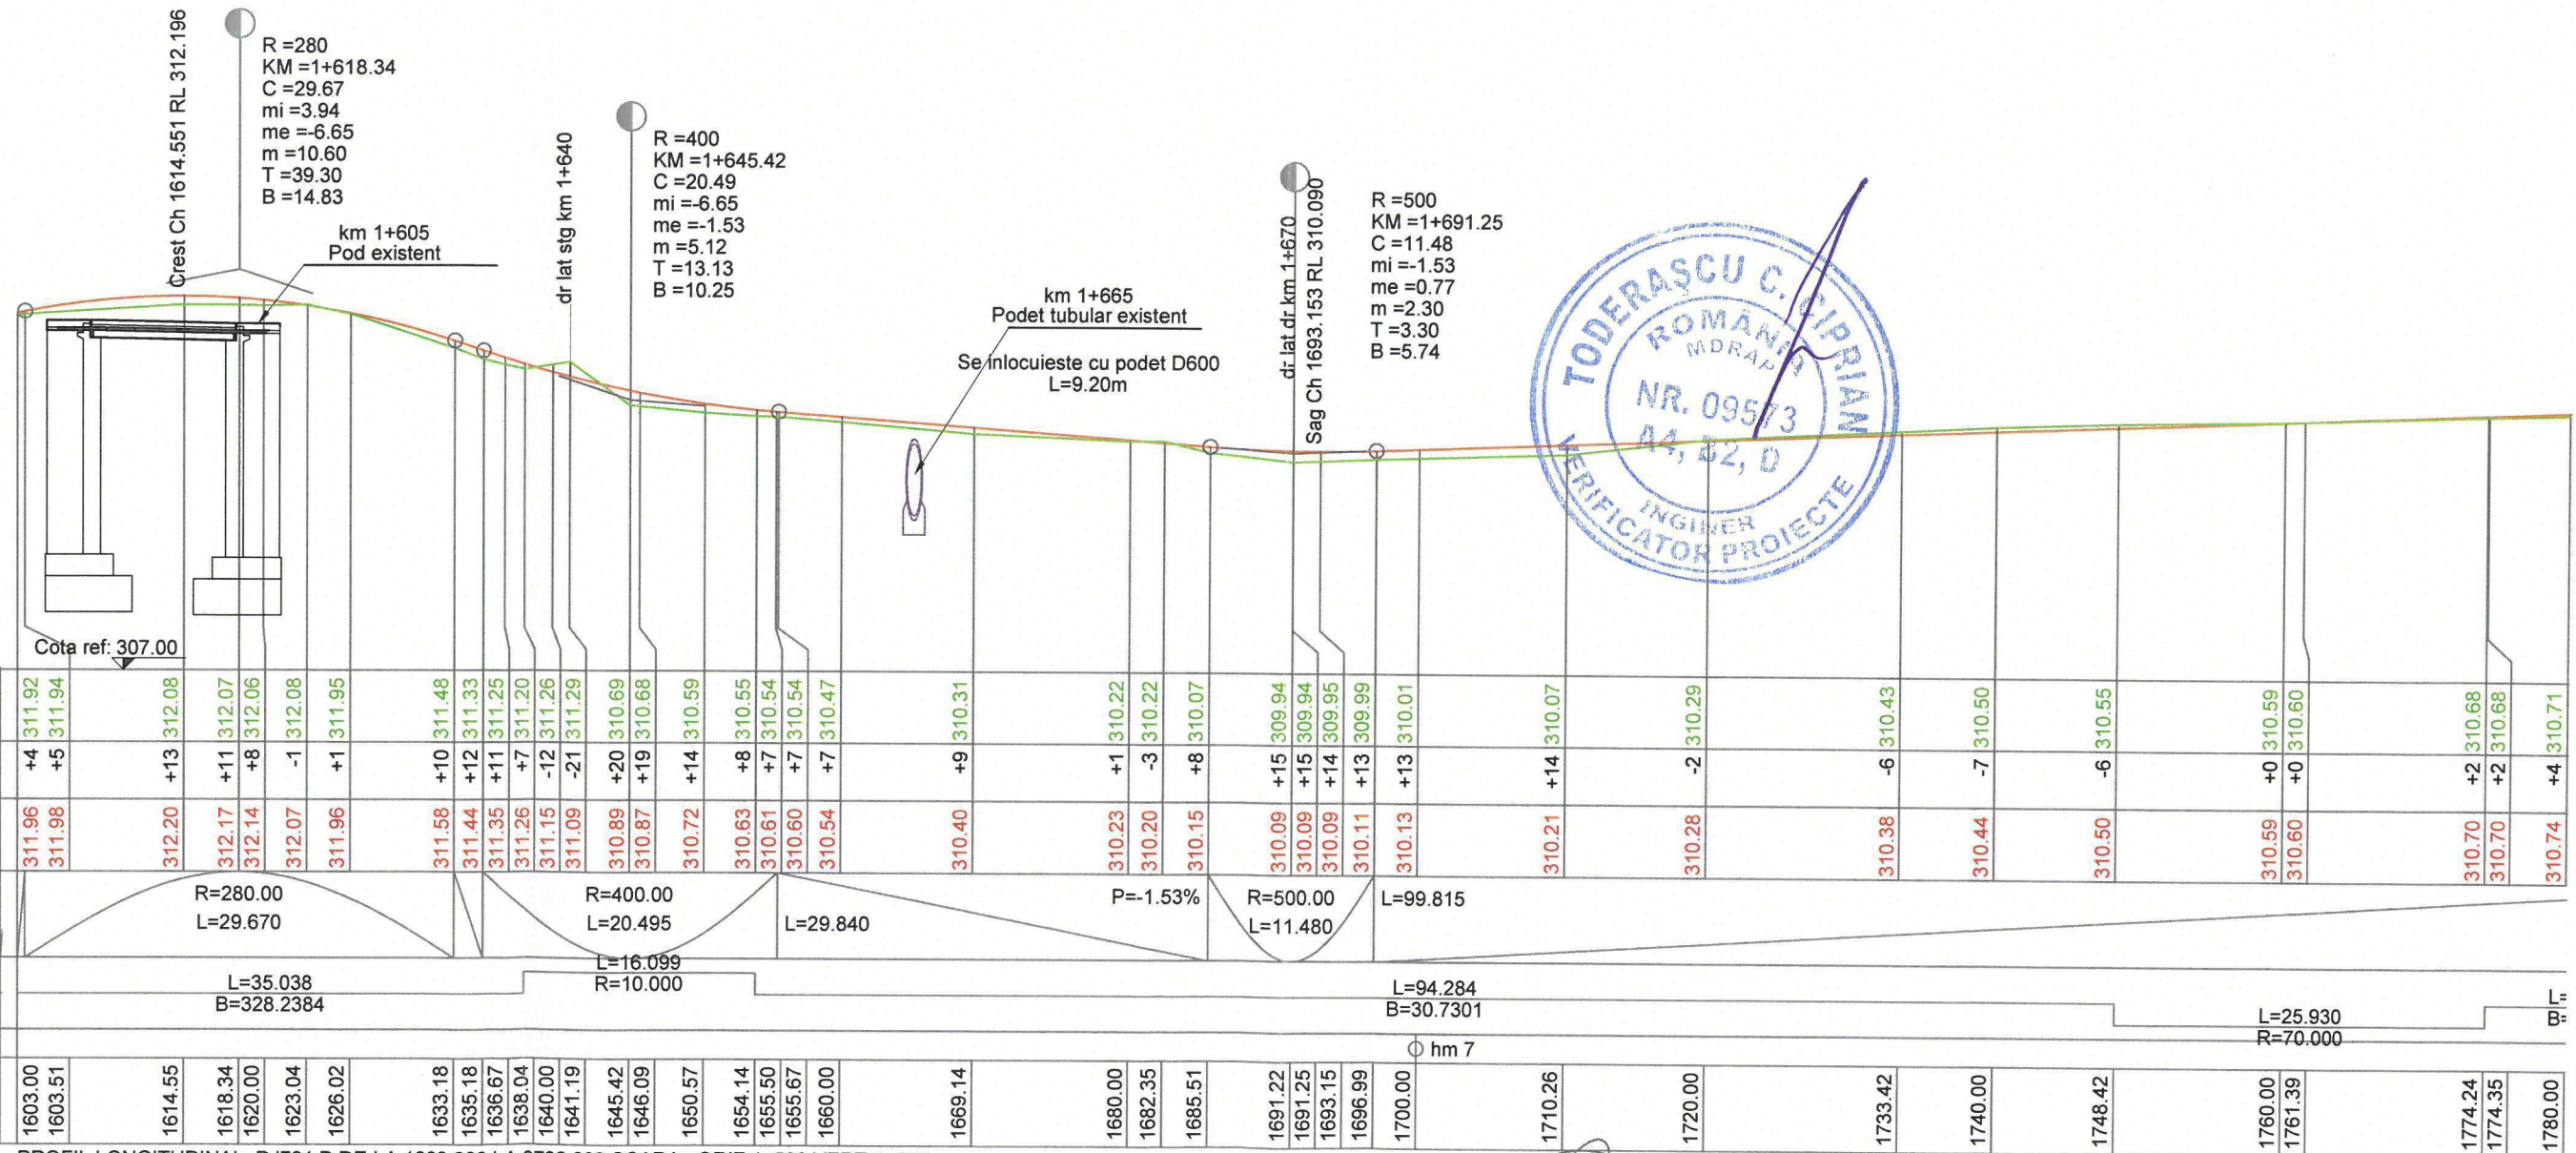 Crest Ch 1614.551 RL 312.196
R =280
KM =1+618.34
C =29.67
mi =3.94
me =-6.65
m =10.60
T =39.30
B =14.83
km 1+605
Pod existent
dr lat stg km 1+640
R =400
KM =1+645.42
C =20.49
mi =-6.65
me =-1.53
m =5.12
T =13.13
B =10.25
km 1+665
Podet tubular existent
Se inlocuieste cu podet D600
L=9.20m
dr lat dr km 1+670
Sag Ch 1693.153 RL 310.090
R =500
KM =1+691.25
C =11.48
mi =-1.53
me =0.77
m =2.30
T =3.30
B =5.74
TODERAȘCU C. CIPRIAN
ROMÂNIA
MDRAP
NR. 09573
A4, B2, D
INGINER
VERIFICATOR PROIECTE
Cota ref: 307.00
311.92 311.94 312.08 312.07 312.06 312.08 311.95 311.48 311.33 311.25 311.20 311.26 311.29 310.69 310.68 310.59 310.55 310.54 310.54 310.47 310.31 310.22 310.22 310.07 309.94 309.94 309.95 309.99 310.01 310.07 310.29 310.43 310.50 310.55 310.59 310.60 310.68 310.68 310.71
+4 +5 +13 +11 +8 -1 +1 +10 +12 +11 +7 -12 -21 +20 +19 +14 +8 +7 +7 +7 +9 +1 -3 +8 +15 +15 +14 +13 +13 +14 -2 -6 -7 -6 +0 +0 +2 +2 +4
311.96 311.98 312.20 312.17 312.14 312.07 311.96 311.58 311.44 311.35 311.26 311.15 311.09 310.89 310.87 310.72 310.63 310.61 310.60 310.54 310.40 310.23 310.20 310.15 310.09 310.09 310.09 310.11 310.13 310.21 310.28 310.38 310.44 310.50 310.59 310.60 310.70 310.70 310.74
R=280.00 R=400.00 P=-1.53% R=500.00 L=99.815
L=29.670 L=20.495 L=29.840 L=11.480
L=16.099
L=35.038 R=10.000 L=94.284 L=
B=328.2384 B=30.7301 L=25.930 B=
R=70.000
hm 7
1603.00 1603.51 1614.55 1618.34 1620.00 1623.04 1626.02 1633.18 1635.18 1636.67 1638.04 1640.00 1641.19 1645.42 1646.09 1650.57 1654.14 1655.50 1655.67 1660.00 1669.14 1680.00 1682.35 1685.51 1691.22 1691.25 1693.15 1696.99 1700.00 1710.26 1720.00 1733.42 1740.00 1748.42 1760.00 1761.39 1774.24 1774.35 1780.00